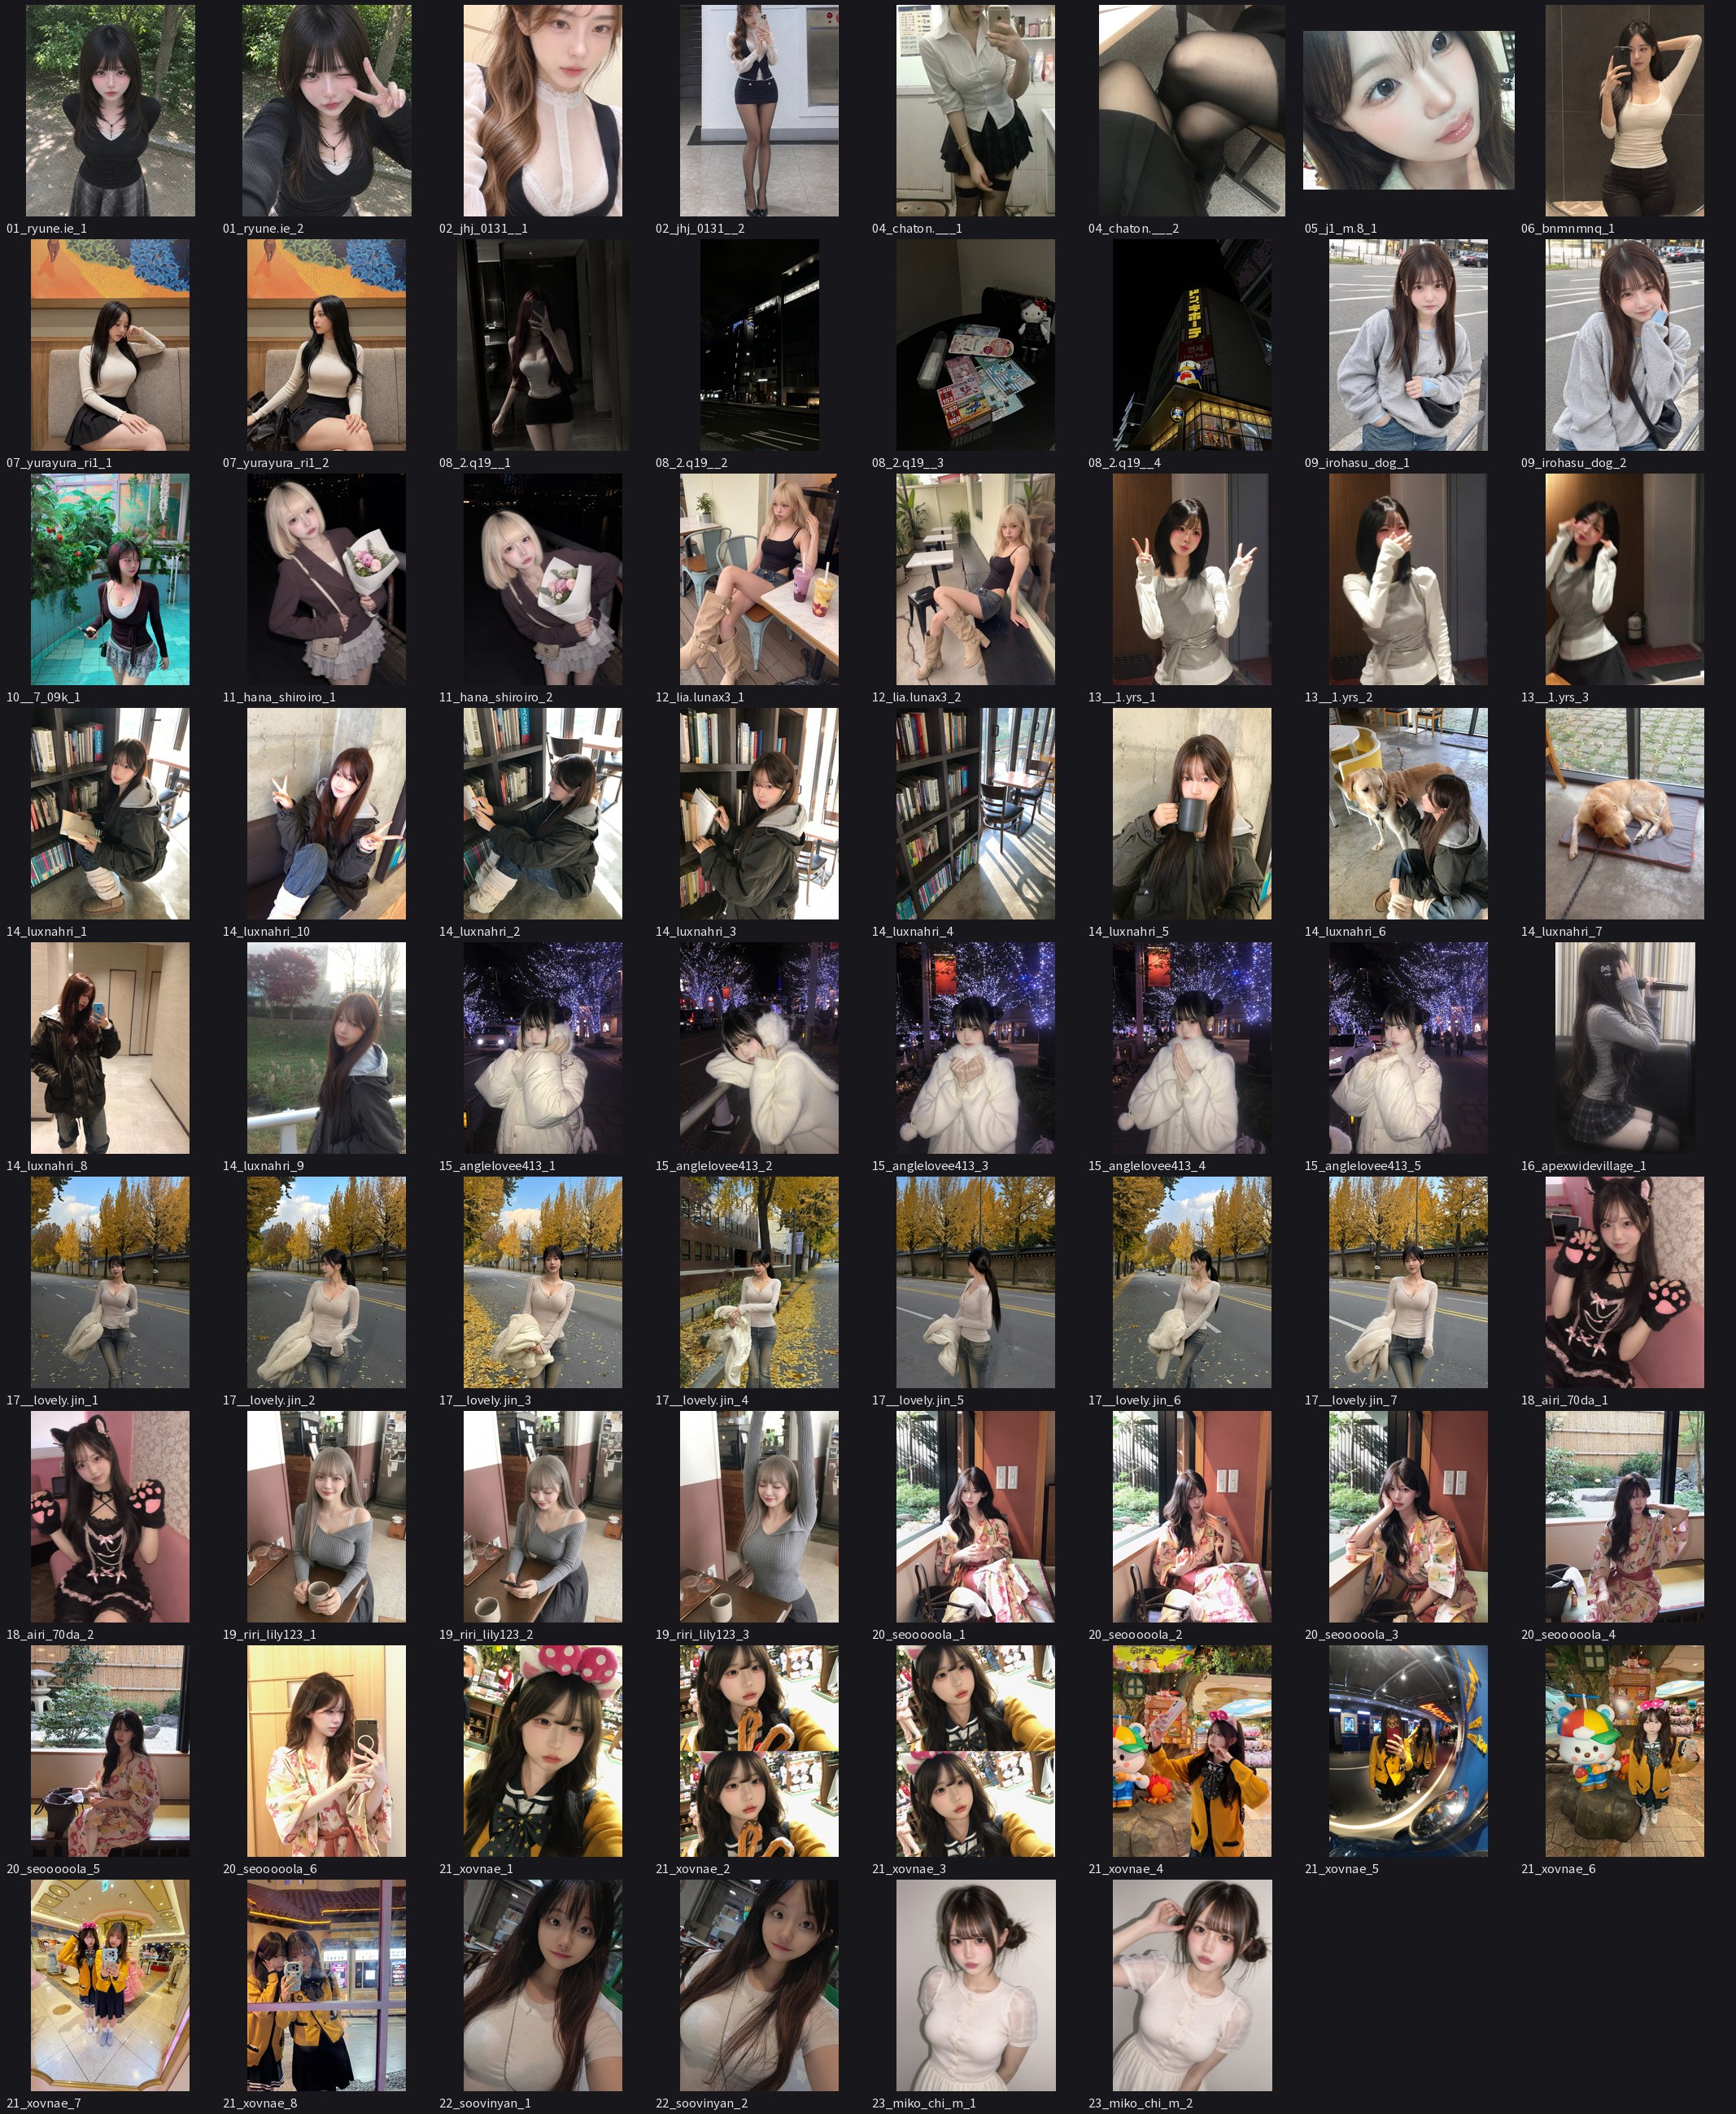 01_ryune.ie_1
01_ryune.ie_2
02_jhj_0131__1
02_jhj_0131__2
04_chaton.___1
04_chaton.___2
05_j1_m.8_1
06_bnmnmnq_1
07_yurayura_ri1_1
07_yurayura_ri1_2
08_2.q19__1
08_2.q19__2
08_2.q19__3
08_2.q19__4
09_irohasu_dog_1
09_irohasu_dog_2
10__7_09k_1
11_hana_shiroiro_1
11_hana_shiroiro_2
12_lia.lunax3_1
12_lia.lunax3_2
13__1.yrs_1
13__1.yrs_2
13__1.yrs_3
14_luxnahri_1
14_luxnahri_10
14_luxnahri_2
14_luxnahri_3
14_luxnahri_4
14_luxnahri_5
14_luxnahri_6
14_luxnahri_7
14_luxnahri_8
14_luxnahri_9
15_anglelovee413_1
15_anglelovee413_2
15_anglelovee413_3
15_anglelovee413_4
15_anglelovee413_5
16_apexwidevillage_1
17__lovely.jin_1
17__lovely.jin_2
17__lovely.jin_3
17__lovely.jin_4
17__lovely.jin_5
17__lovely.jin_6
17__lovely.jin_7
18_airi_70da_1
18_airi_70da_2
19_riri_lily123_1
19_riri_lily123_2
19_riri_lily123_3
20_seooooola_1
20_seooooola_2
20_seooooola_3
20_seooooola_4
GIFT SHOP
20_seooooola_5
20_seooooola_6
21_xovnae_1
21_xovnae_2
21_xovnae_3
21_xovnae_4
21_xovnae_5
21_xovnae_6
21_xovnae_7
21_xovnae_8
22_soovinyan_1
22_soovinyan_2
23_miko_chi_m_1
23_miko_chi_m_2